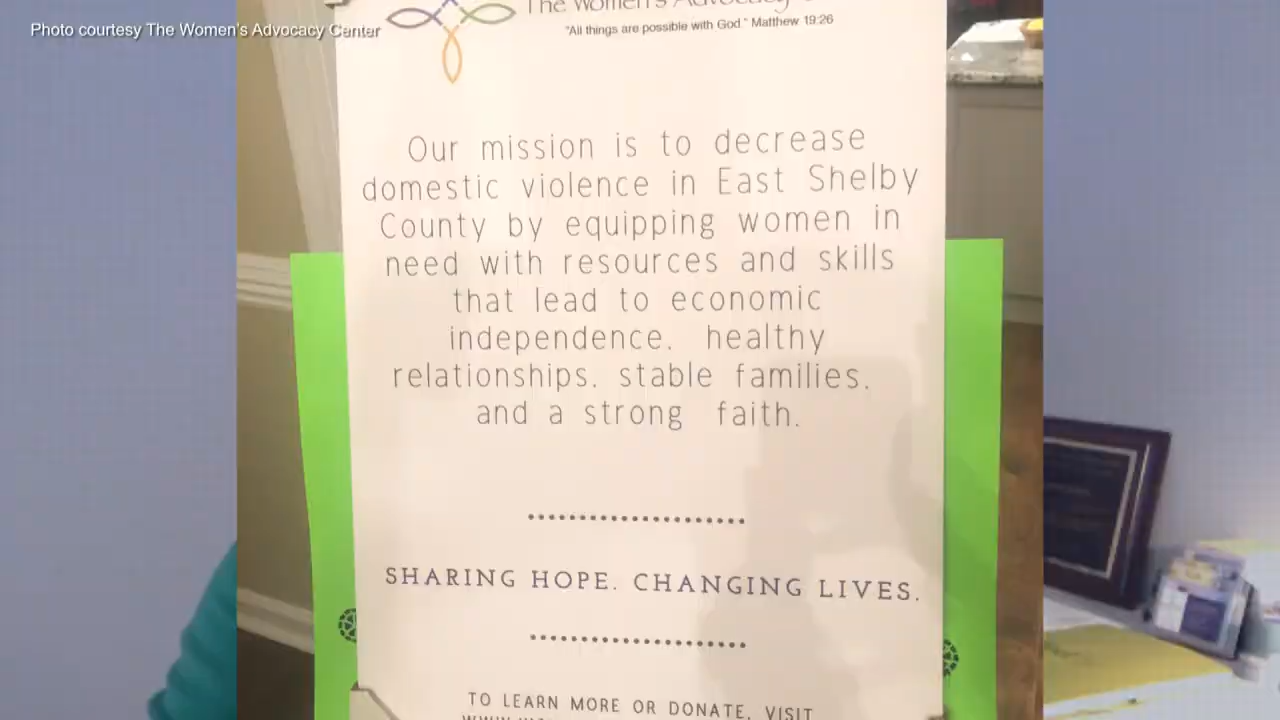 Photo courtesy The Women's Advocacy Center
The Women's Advocacy
"All things are possible with God." Matthew 19:26
Our mission is to decrease
domestic violence in East Shelby
County by equipping women in
need with resources and skills
that lead to economic
independence, healthy
relationships, stable families,
and a strong faith.
SHARING HOPE. CHANGING LIVES.
TO LEARN MORE OR DONATE, VISIT